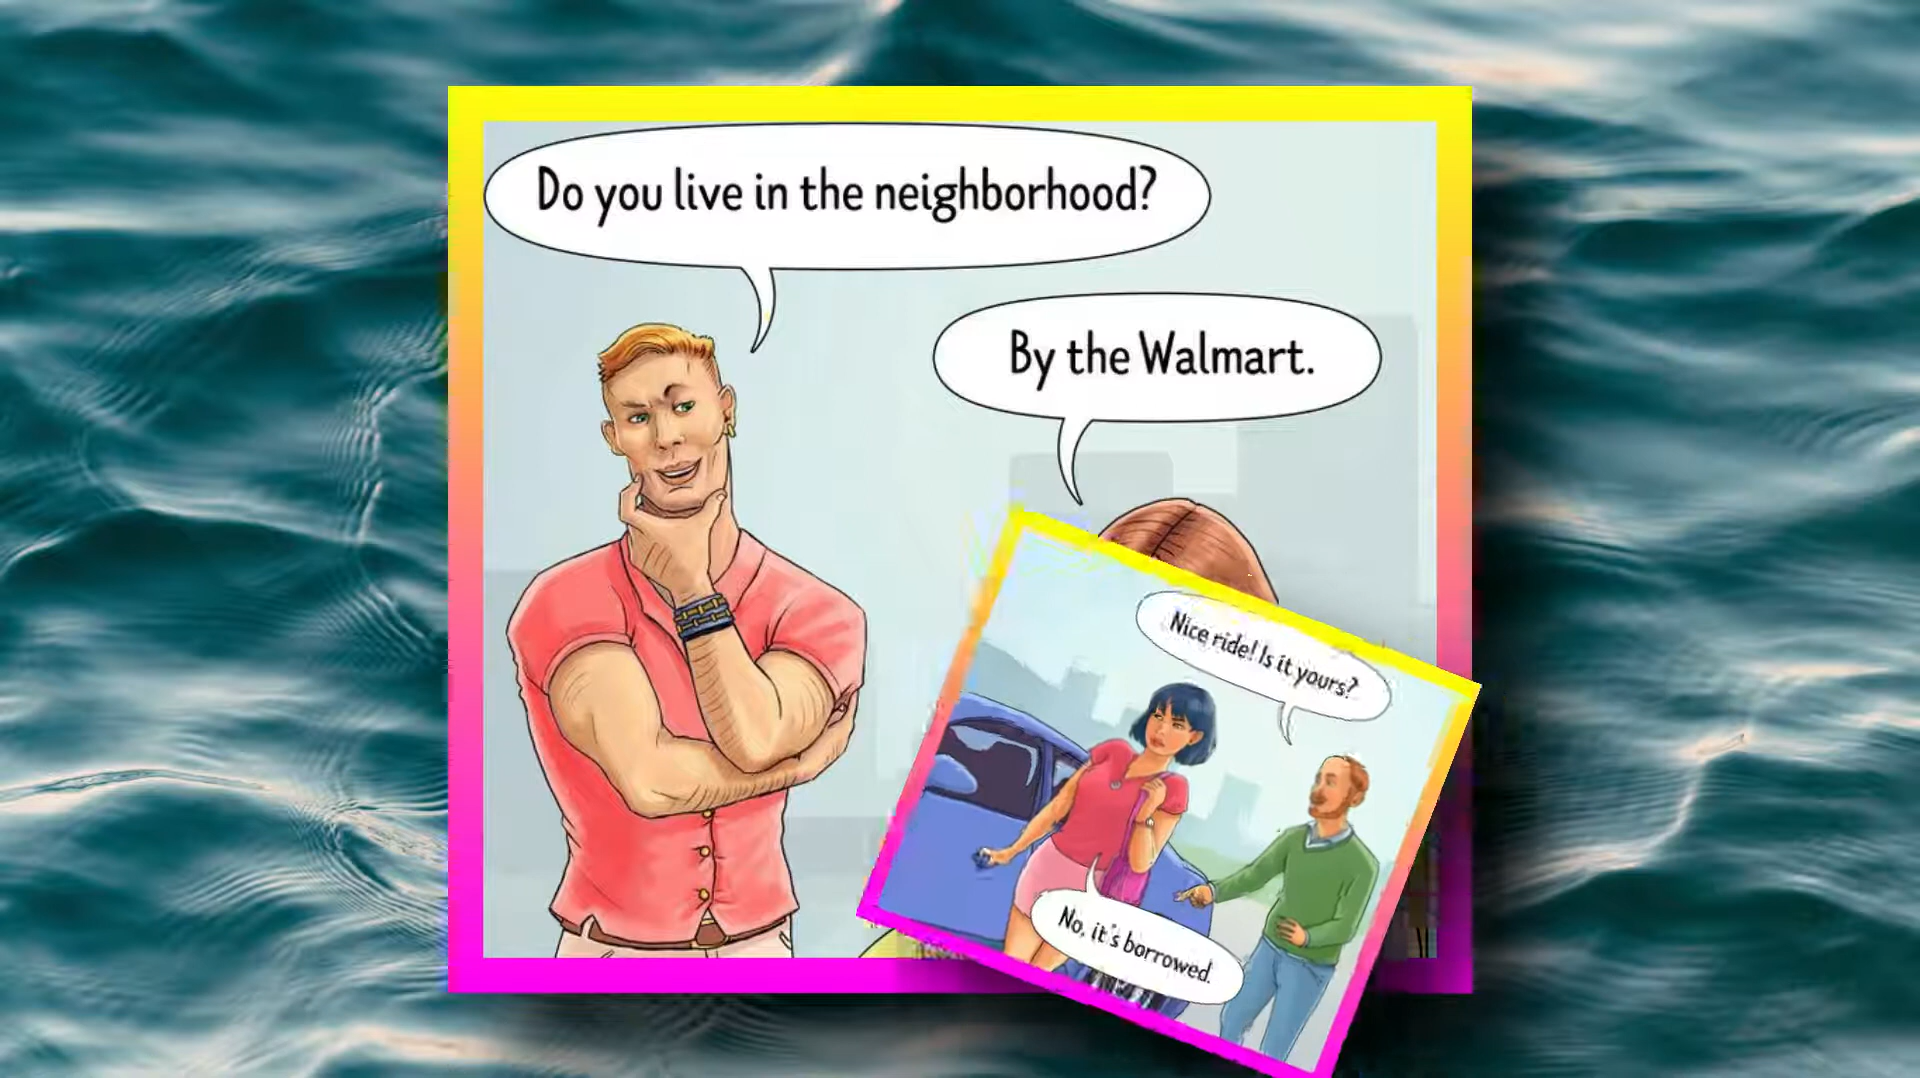 Do you live in the neighborhood?
By the Walmart.
Nice ride! Is it yours?
No, it's borrowed.